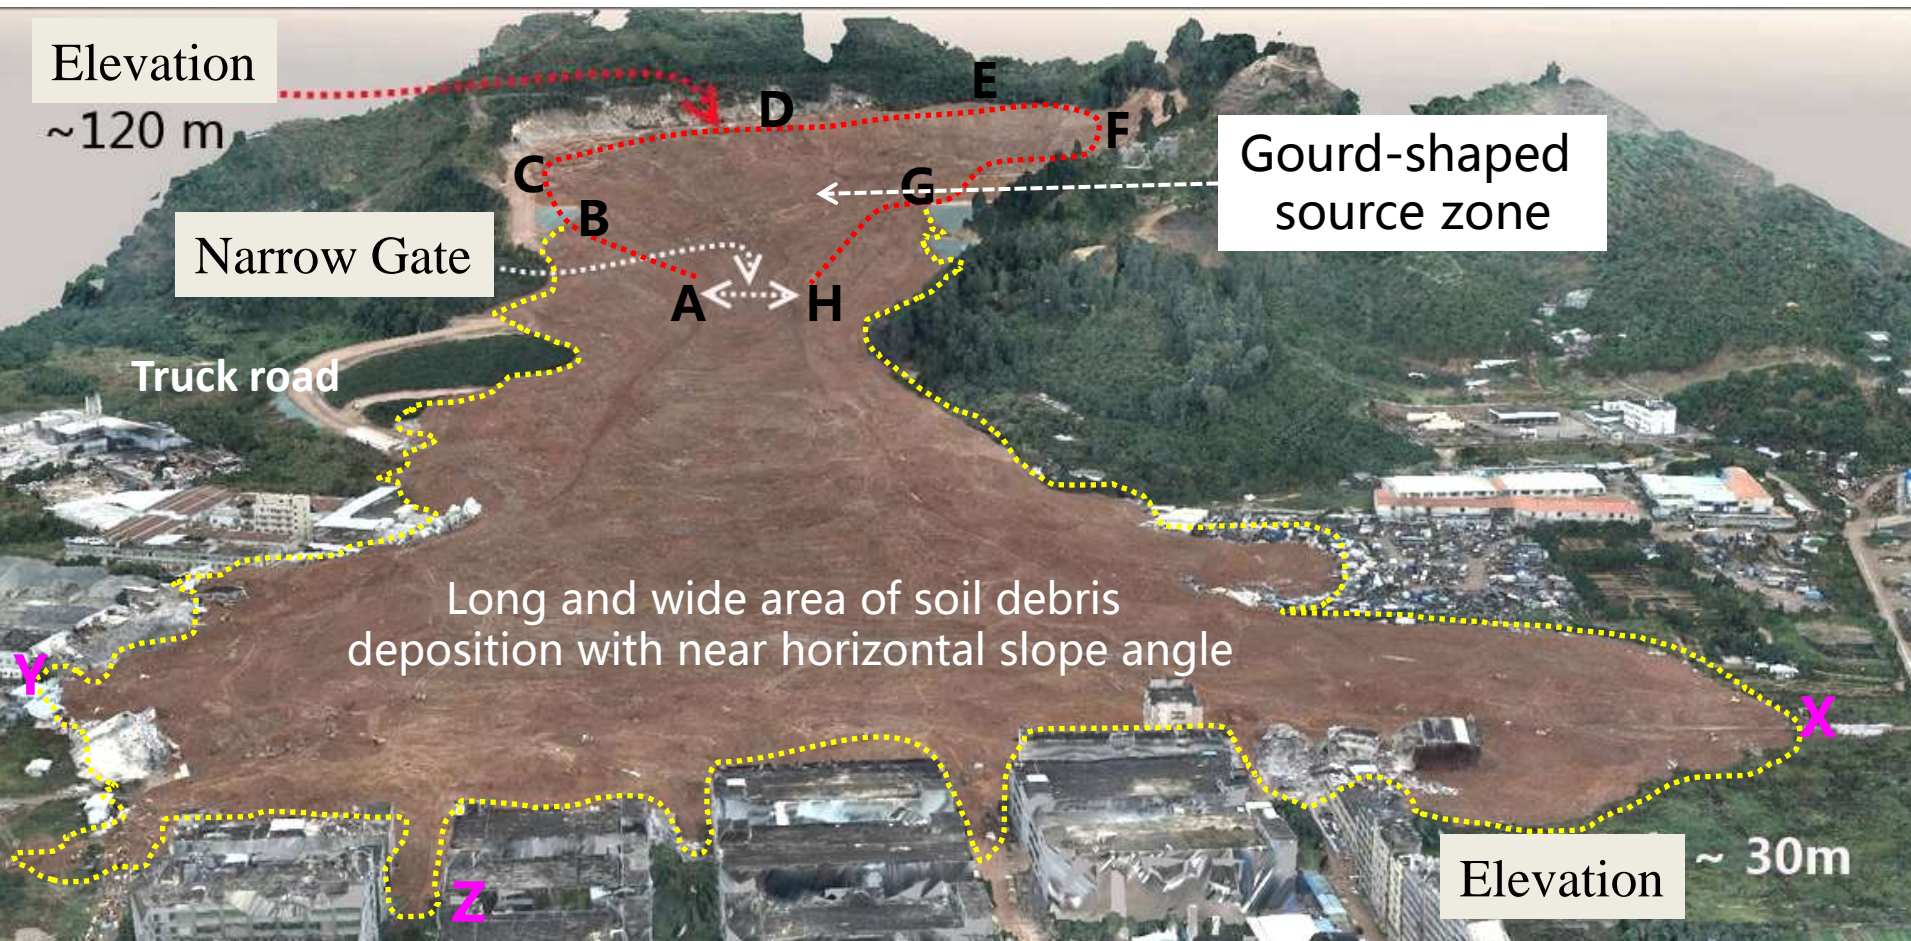 Elevation
~120 m
E
D
F
C
G
B
Gourd-shaped
source zone
Narrow Gate
A
H
Truck road
Long and wide area of soil debris
deposition with near horizontal slope angle
Y
X
Z
Elevation
~ 30m